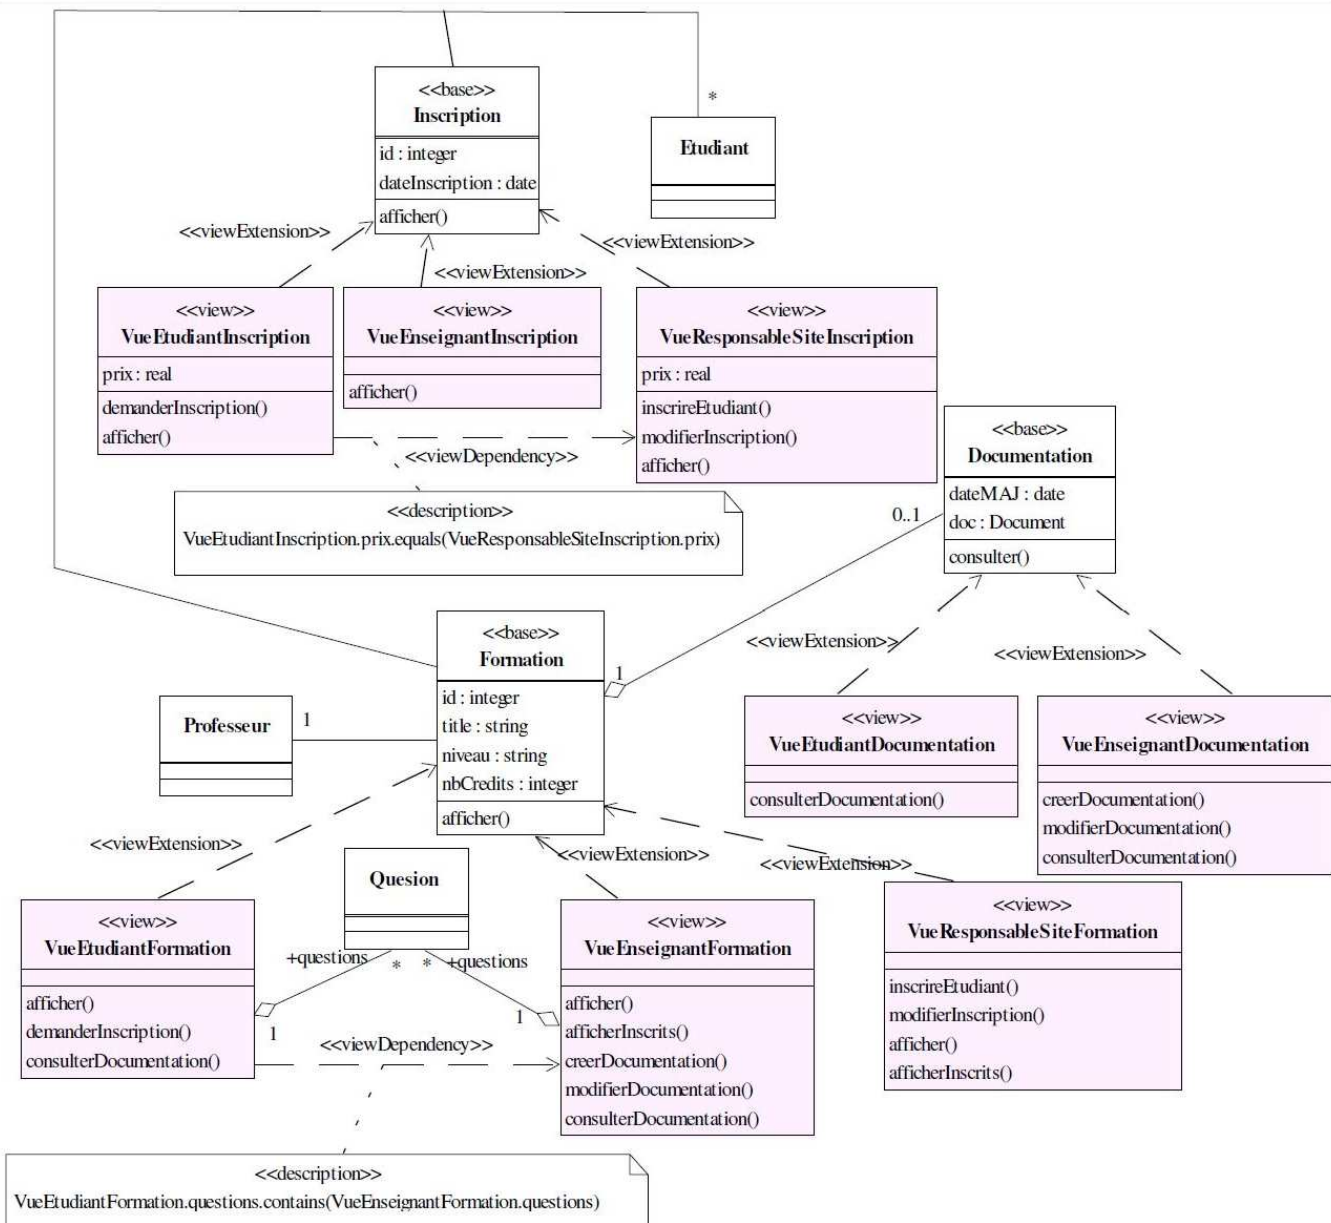 <<base>>
Inscription
id : integer
dateInscription : date
afficher()
*
Etudiant
<<viewExtension>>
<<viewExtension>>
<<viewExtension>>
<<view>>
VueEtudiantInscription
prix : real
demanderInscription()
afficher()
<<view>>
VueEnseignantInscription
afficher()
<<view>>
VueResponsableSiteInscription
prix : real
inscrireEtudiant()
modifierInscription()
afficher()
<<viewDependency>>
<<description>>
VueEtudiantInscription.prix.equals(VueResponsableSiteInscription.prix)
<<base>>
Documentation
dateMAJ : date
doc : Document
consulter()
0..1
<<base>>
Formation
id : integer
title : string
niveau : string
nbCredits : integer
afficher()
1
Professeur
1
<<viewExtension>>
<<viewExtension>>
<<view>>
VueEtudiantDocumentation
consulterDocumentation()
<<view>>
VueEnseignantDocumentation
creerDocumentation()
modifierDocumentation()
consulterDocumentation()
<<viewExtension>>
<<viewExtension>>
<<viewExtension>>
Quesion
+questions
*
*
+questions
<<view>>
VueEtudiantFormation
afficher()
demanderInscription()
consulterDocumentation()
1
1
<<viewDependency>>
<<view>>
VueEnseignantFormation
afficher()
afficherInscrits()
creerDocumentation()
modifierDocumentation()
consulterDocumentation()
<<view>>
VueResponsableSiteFormation
inscrireEtudiant()
modifierInscription()
afficher()
afficherInscrits()
<<description>>
VueEtudiantFormation.questions.contains(VueEnseignantFormation.questions)